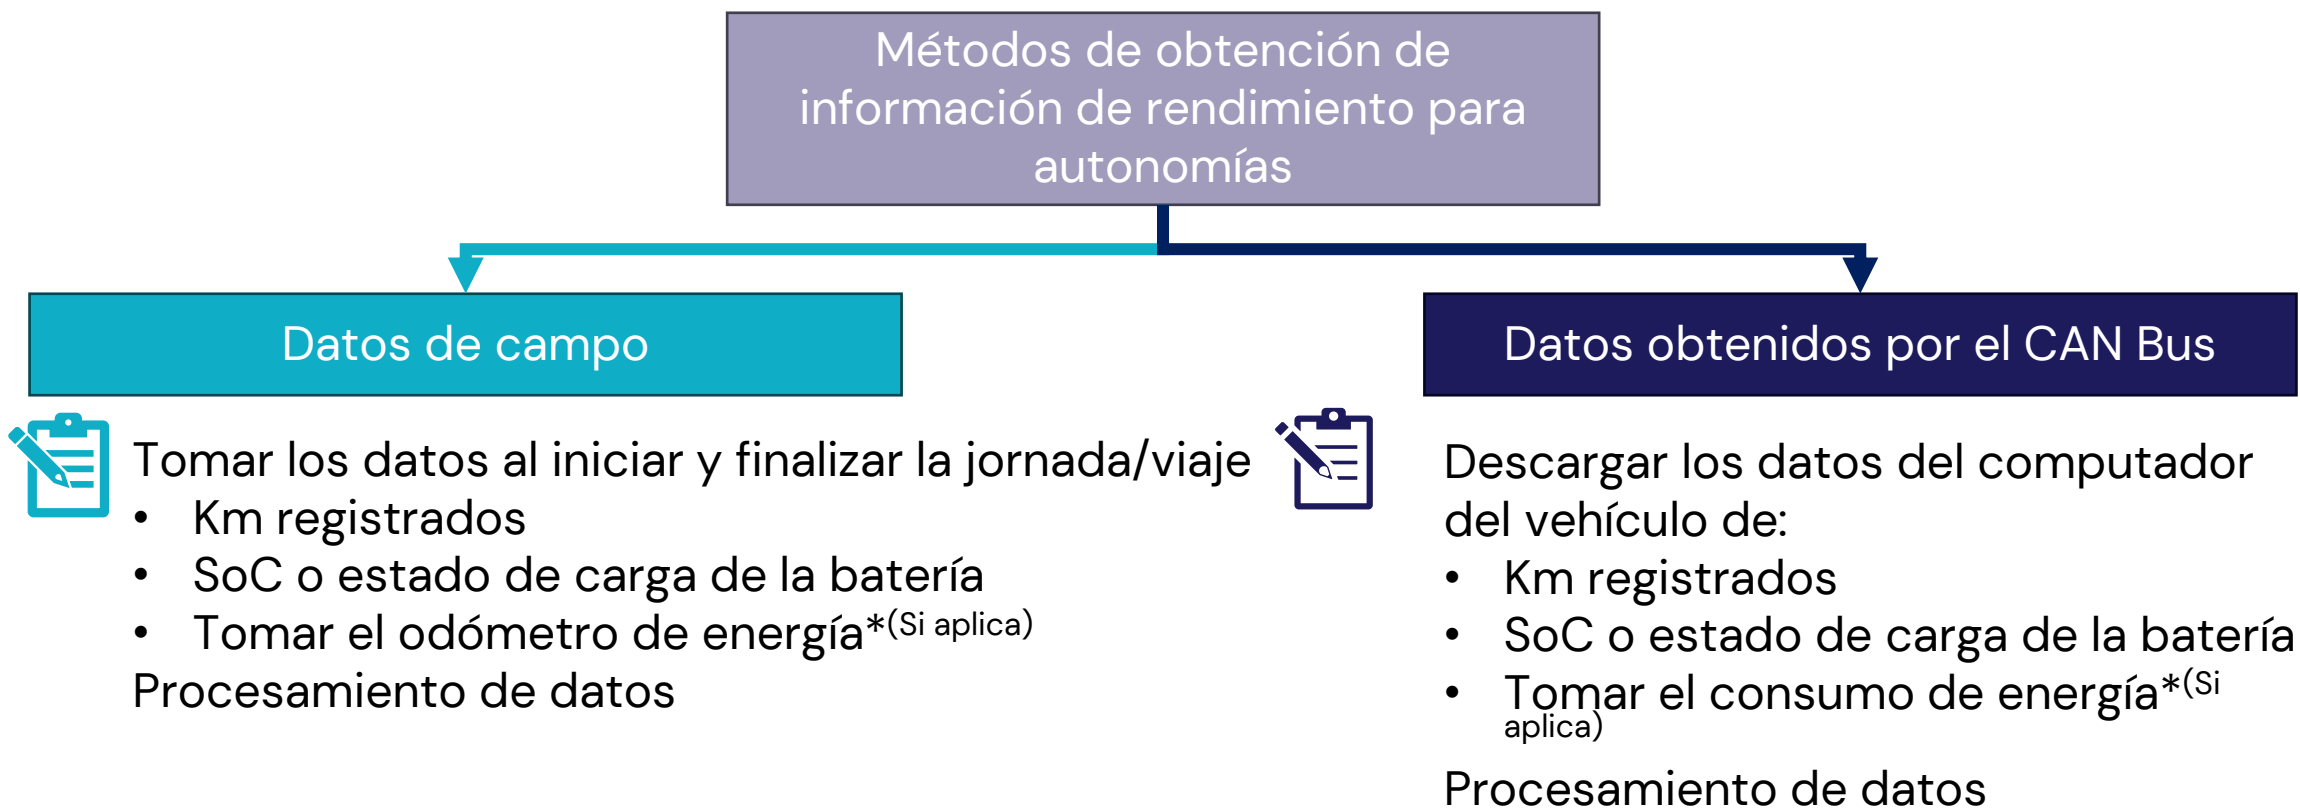 Métodos de obtención de
información de rendimiento para
autonomías
Datos de campo
Tomar los datos al iniciar y finalizar la jornada/viaje
• Km registrados
• SoC o estado de carga de la batería
• Tomar el odómetro de energía*(Si aplica)
Procesamiento de datos
Datos obtenidos por el CAN Bus
Descargar los datos del computador
del vehículo de:
• Km registrados
• SoC o estado de carga de la batería
• Tomar el consumo de energía*(Si
aplica)
Procesamiento de datos